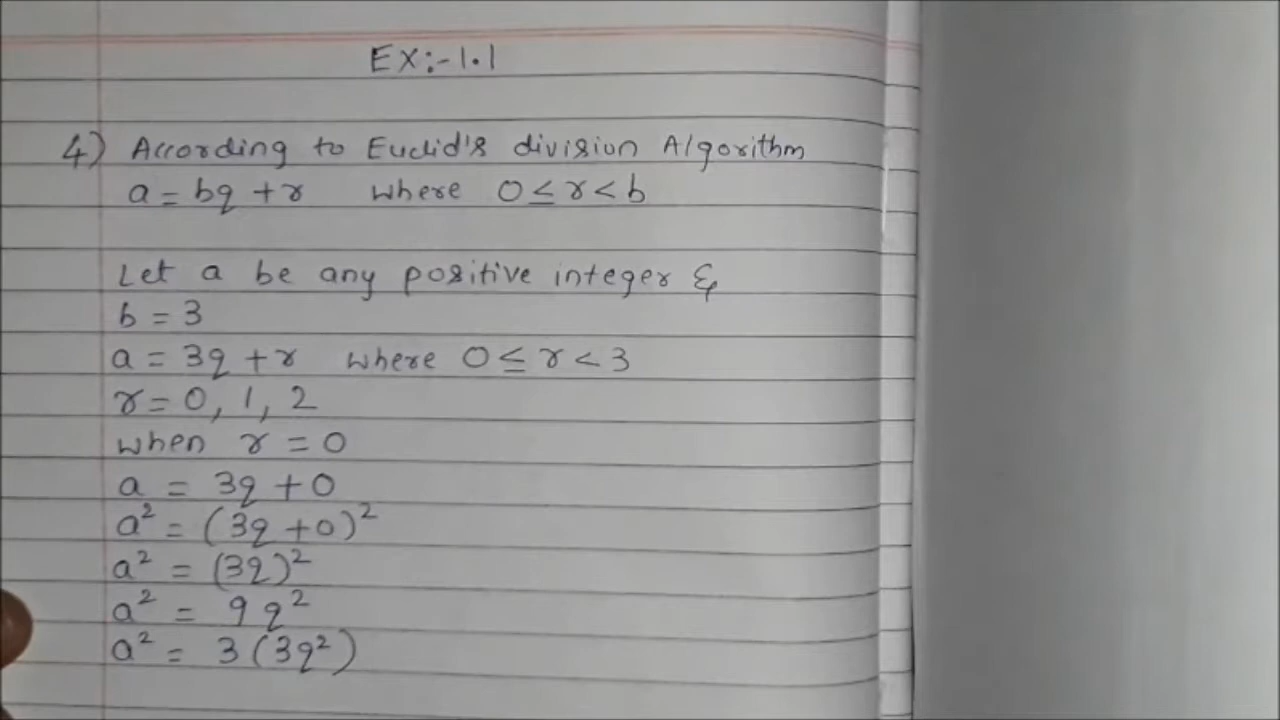 EX:-1.1
4) According to Euclid's division Algorithm
a = bq + r where 0 ≤ r < b
Let a be any positive integer &
b = 3
a = 3q + r where 0 ≤ r < 3
r = 0, 1, 2
when r = 0
a = 3q + 0
a² = (3q + 0)²
a² = (3q)²
a² = 9q²
a² = 3(3q²)